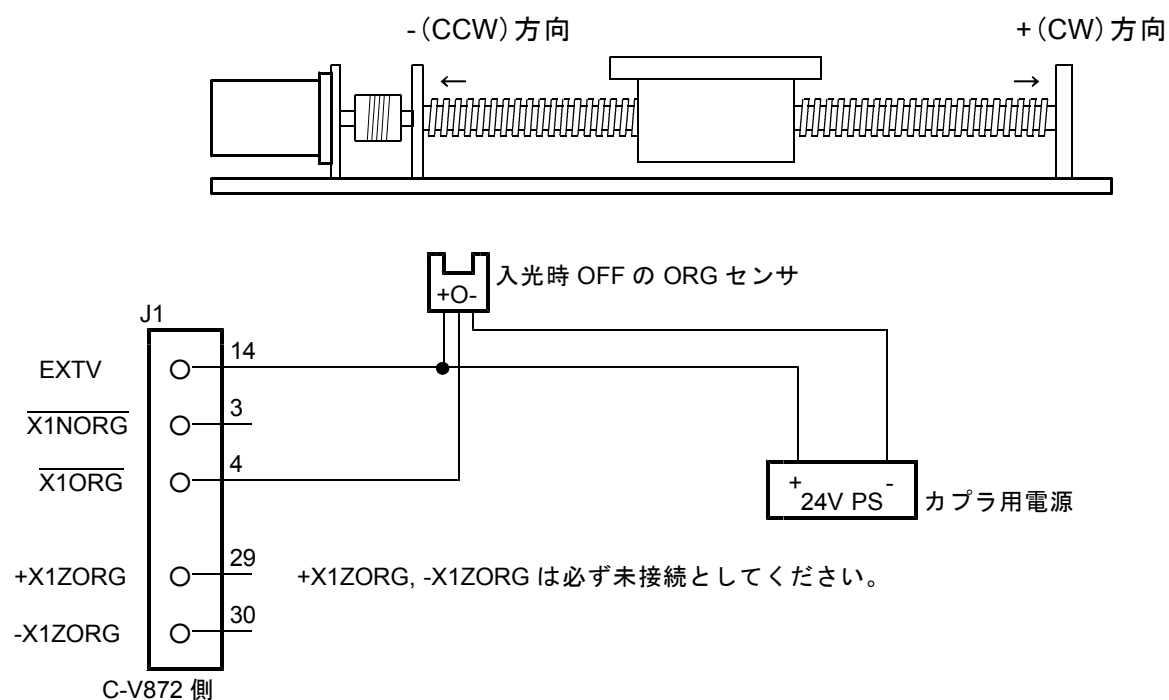 -(CCW)方向
+(CW)方向
←
→
入光時 OFF の ORG センサ
+O-
J1
EXTV
14
X1NORG
3
X1ORG
4
+ -
24V PS
カプラ用電源
+X1ZORG
29
+X1ZORG, -X1ZORG は必ず未接続としてください。
-X1ZORG
30
C-V872 側